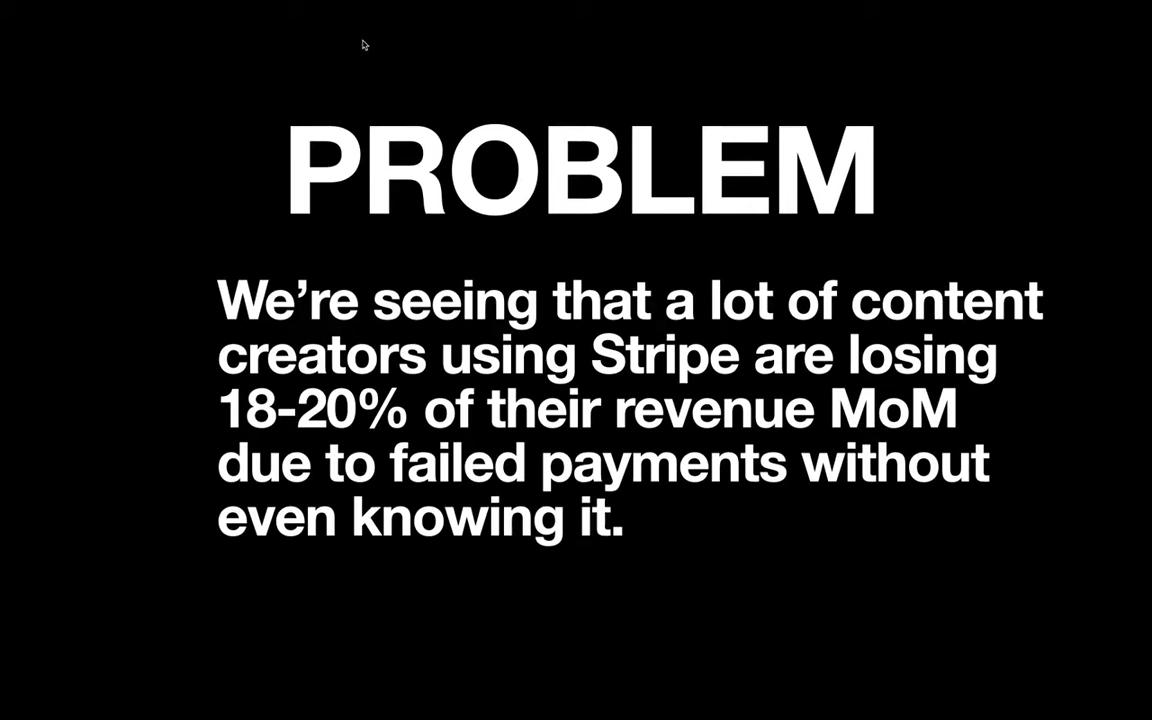 PROBLEM
We’re seeing that a lot of content
creators using Stripe are losing
18-20% of their revenue MoM
due to failed payments without
even knowing it.